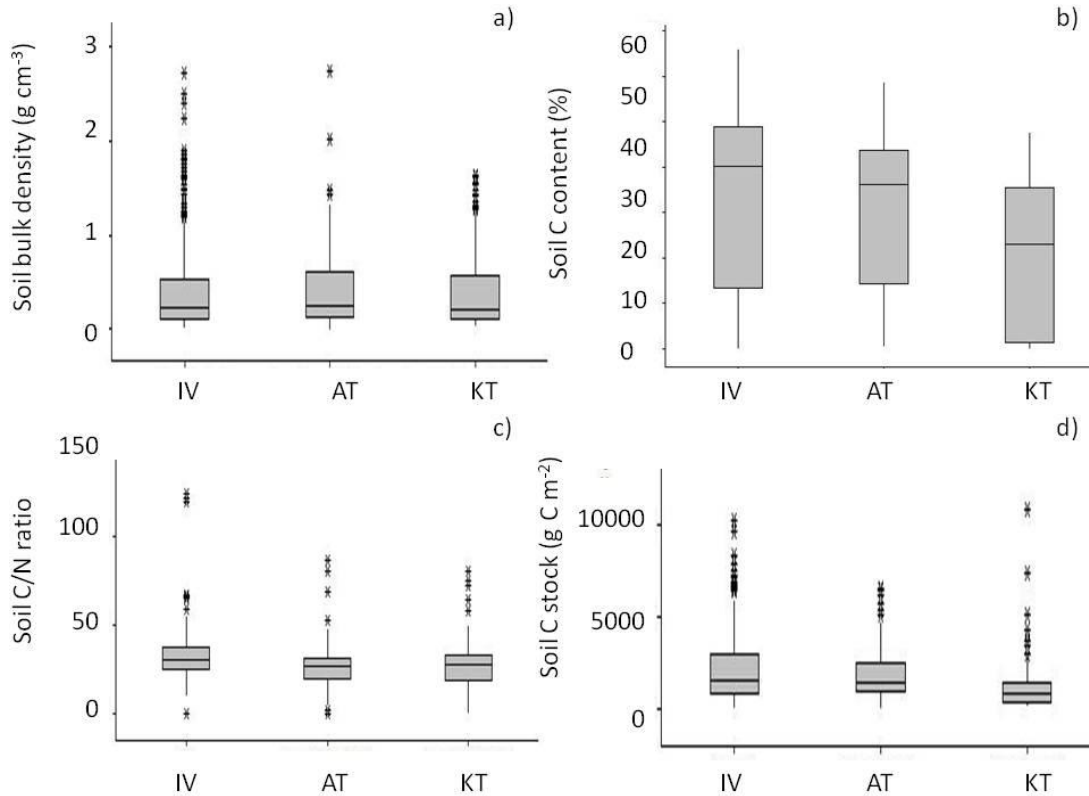 a)
Soil bulk density (g cm⁻³)
3
2
1
0
IV AT KT
b)
Soil C content (%)
60
50
40
30
20
10
0
IV AT KT
c)
Soil C/N ratio
150
100
50
0
IV AT KT
d)
Soil C stock (g C m⁻²)
10000
5000
0
IV AT KT